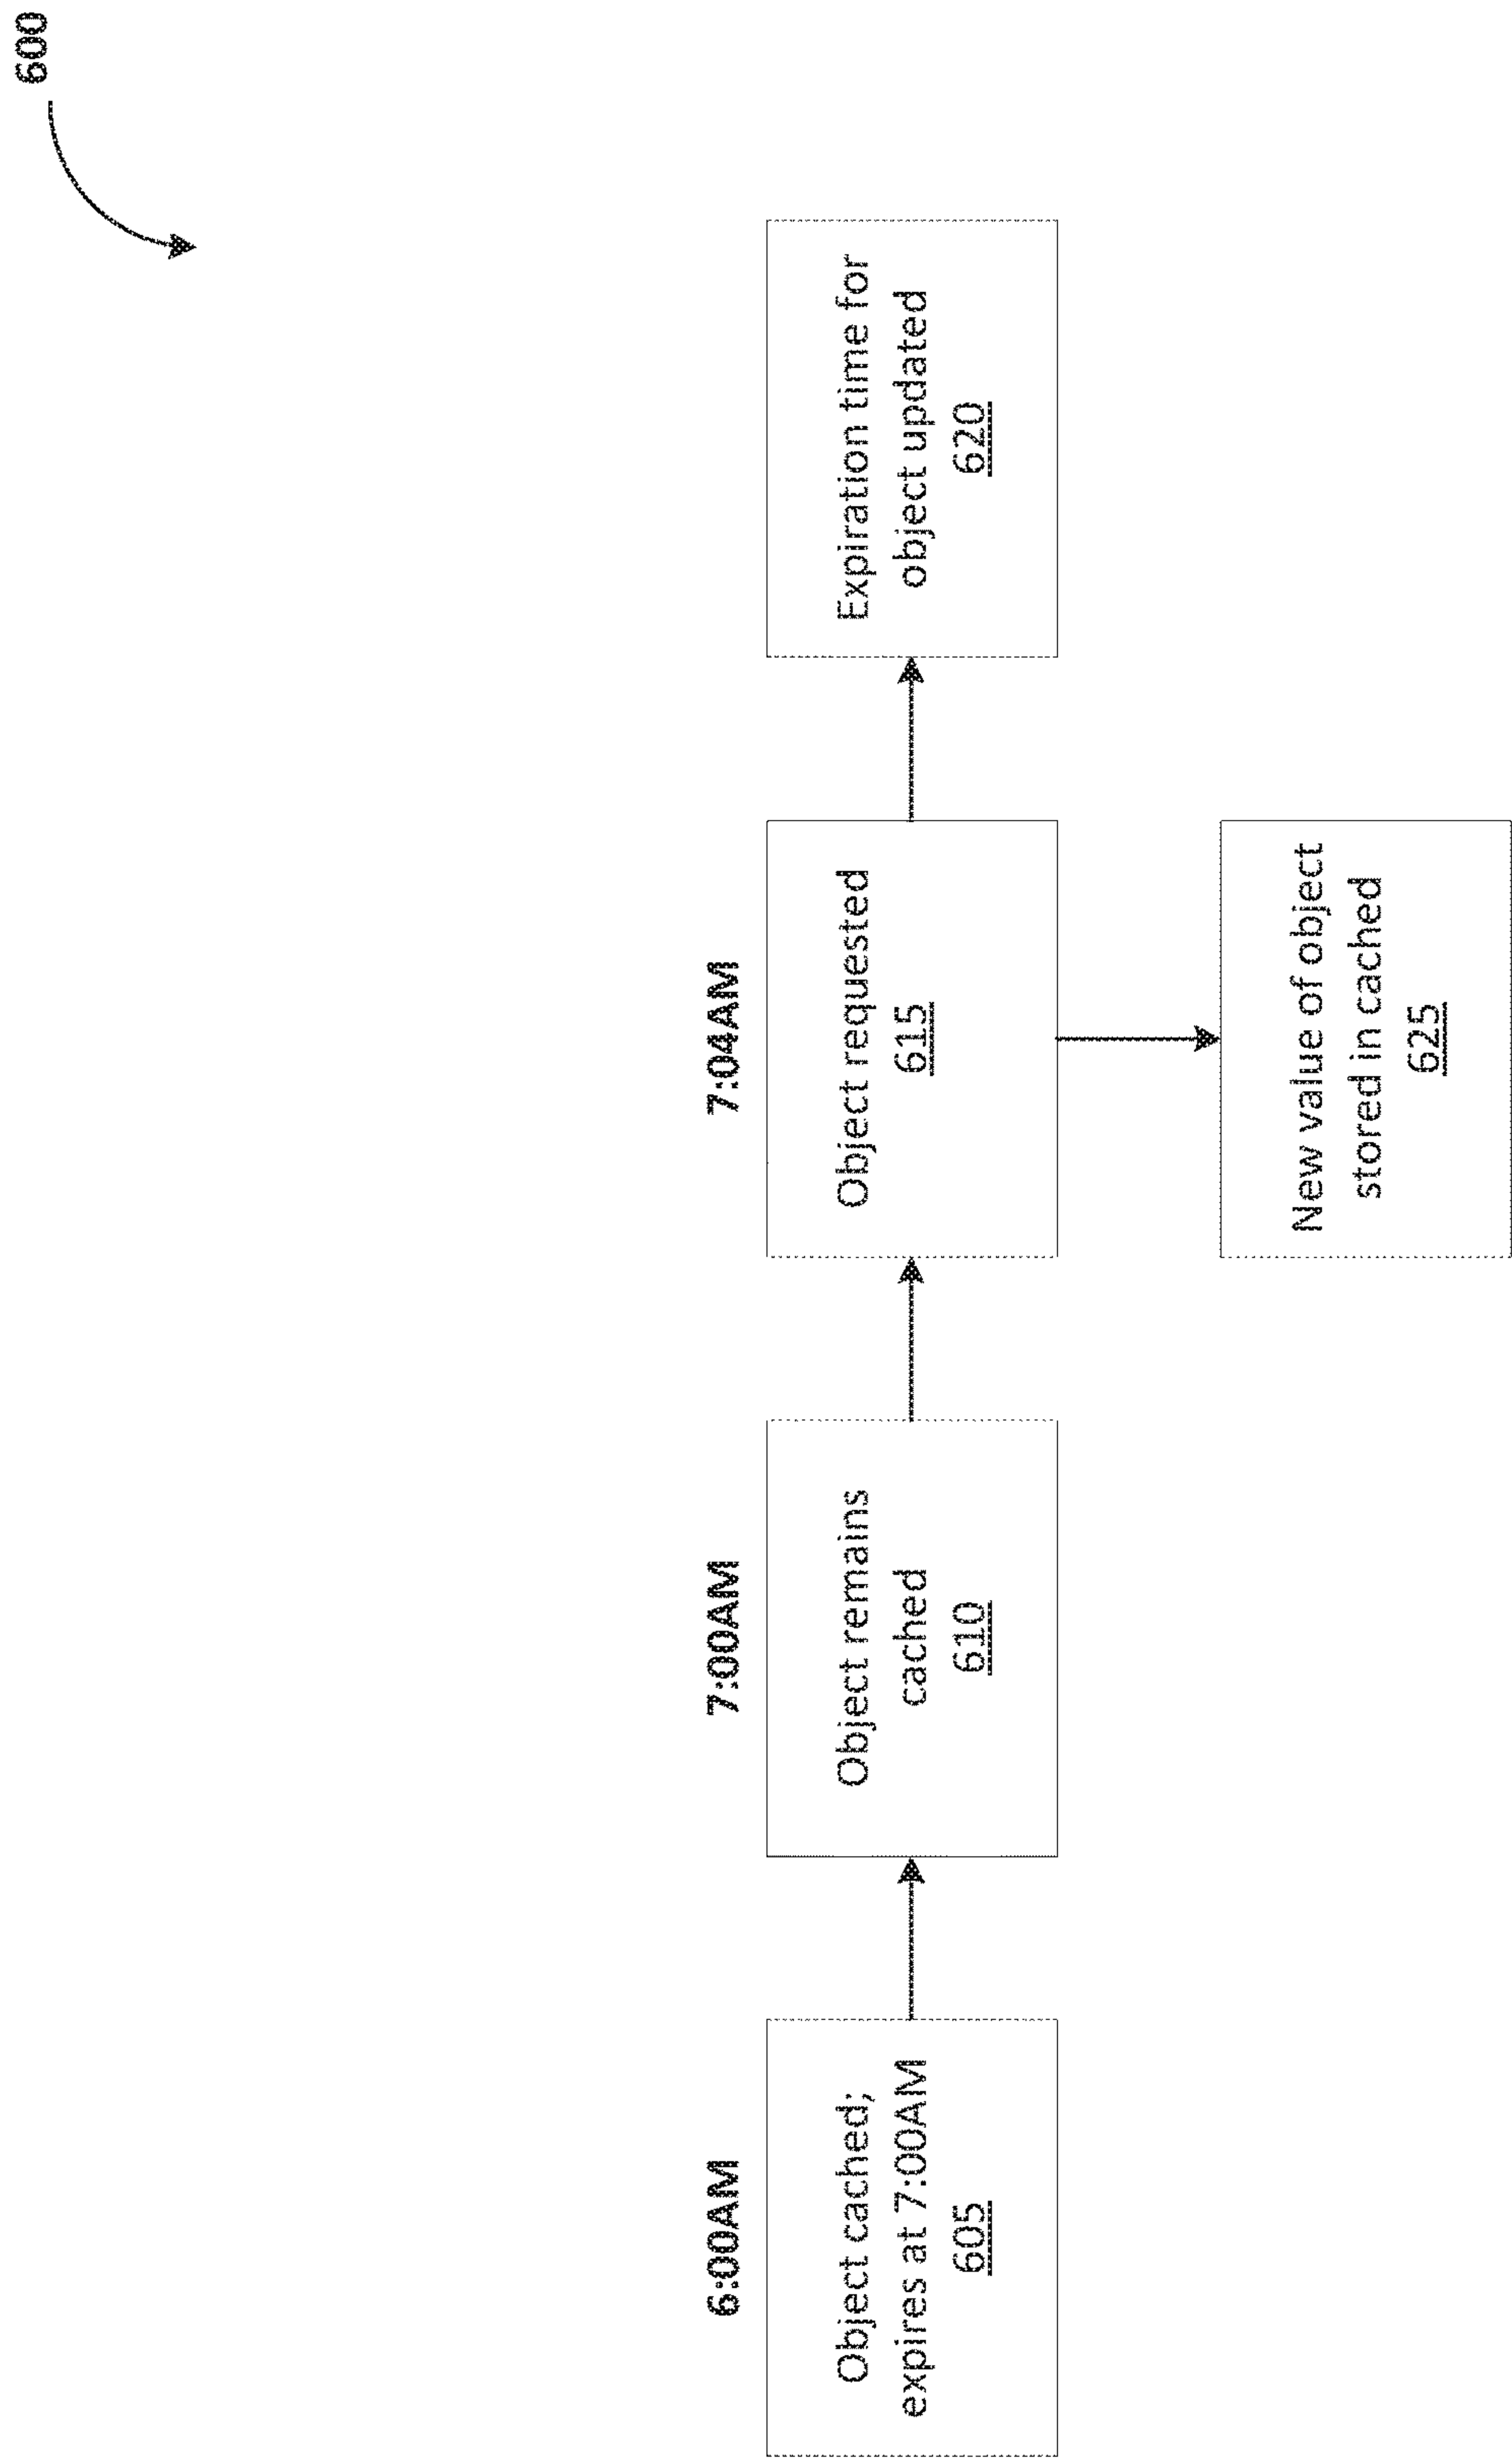 600
6:00AM
Object cached;
expires at 7:00AM
605
7:00AM
Object remains
cached
610
7:04AM
Object requested
615
Expiration time for
object updated
620
New value of object
stored in cached
625